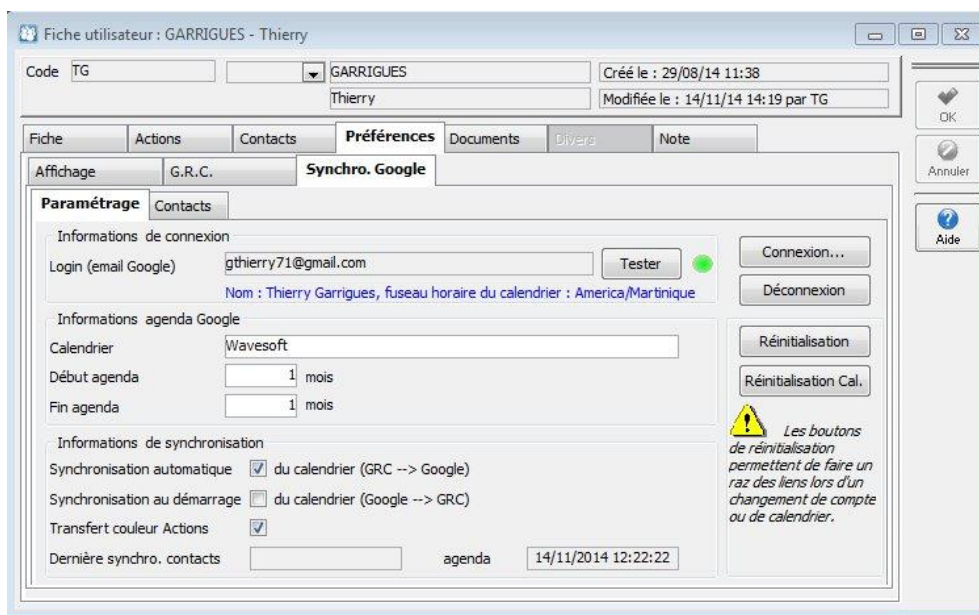 Fiche utilisateur : GARRIGUES - Thierry
Code TG GARRIGUES Créé le : 29/08/14 11:38
Thierry Modifiée le : 14/11/14 14:19 par TG
OK
Annuler
Aide
Fiche Actions Contacts Préférences Documents Divers Note
Affichage G.R.C. Synchro. Google
Paramétrage Contacts
Informations de connexion
Login (email Google) gthierry71@gmail.com Tester Connexion...
Nom : Thierry Garrigues, fuseau horaire du calendrier : America/Martinique Déconnexion
Informations agenda Google
Calendrier Wavesoft Réinitialisation
Début agenda 1 mois Réinitialisation Cal.
Fin agenda 1 mois
Les boutons
de réinitialisation
permettent de faire un
raz des liens lors d'un
changement de compte
ou de calendrier.
Informations de synchronisation
Synchronisation automatique du calendrier (GRC --> Google)
Synchronisation au démarrage du calendrier (Google --> GRC)
Transfert couleur Actions
Dernière synchro. contacts agenda 14/11/2014 12:22:22